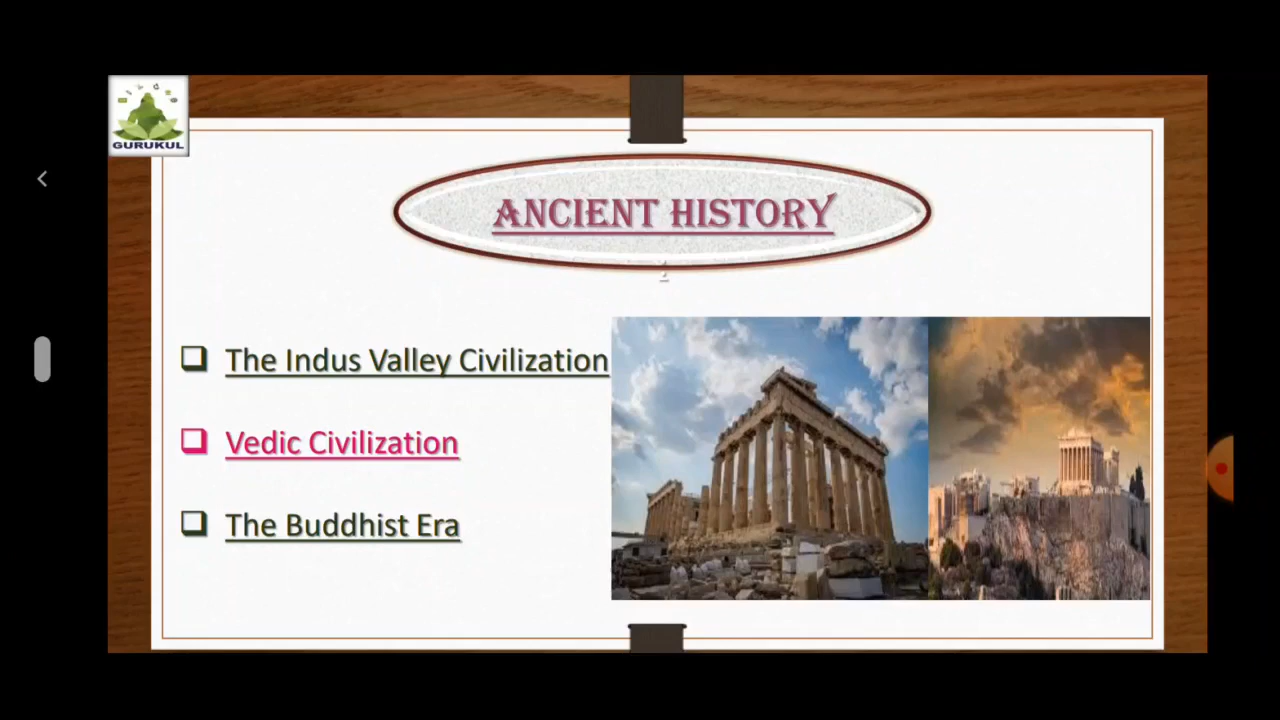 GURUKUL
ANCIENT HISTORY
The Indus Valley Civilization
Vedic Civilization
The Buddhist Era